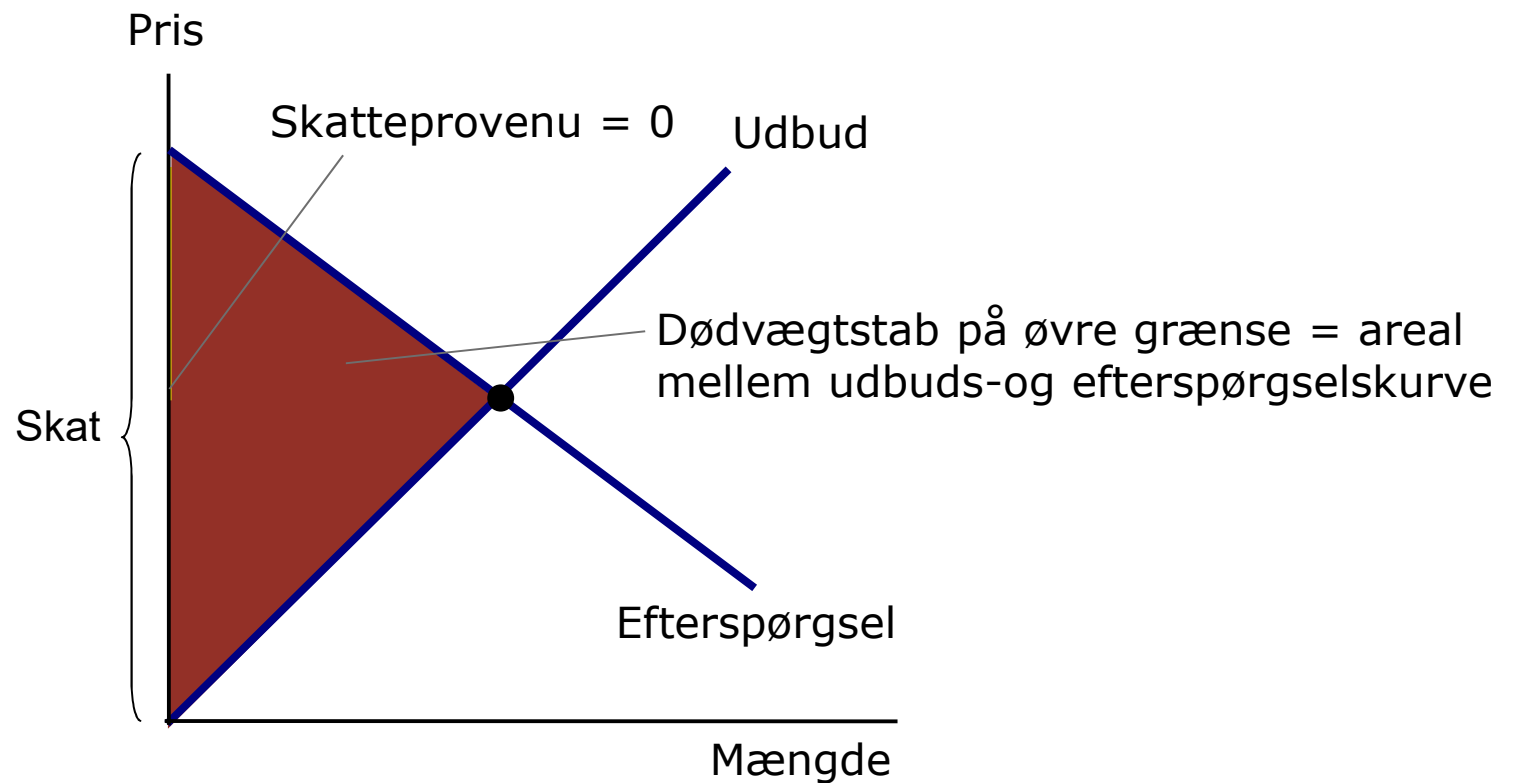 Pris
Skatteprovenu = 0
Udbud
Dødvægtstab på øvre grænse = areal
mellem udbuds-og efterspørgselskurve
Skat
Efterspørgsel
Mængde